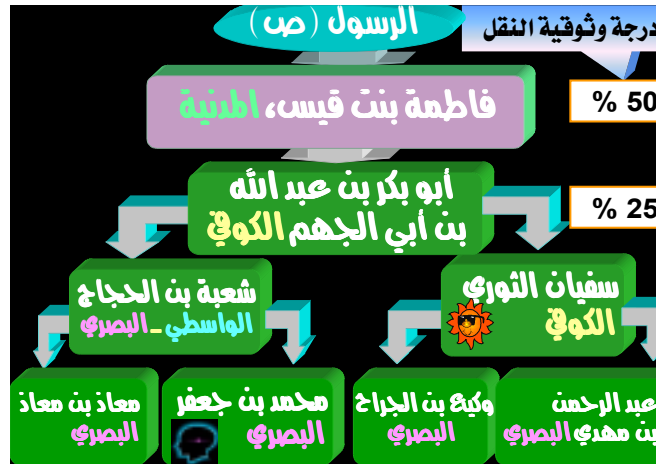 الرسول (ص)
درجة وثوقية النقل
فاطمة بنت قيس، المدنية
50 %
أبو بكر بن عبد الله
بن أبي الجهم الكوفي
25 %
سفيان الثوري
الكوفي
شعبة بن الحجاج
الواسطي - البصري
عبد الرحمن
بن مهدي البصري
وكيع بن الجراح
البصري
محمد بن جعفر
البصري
معاذ بن معاذ
البصري